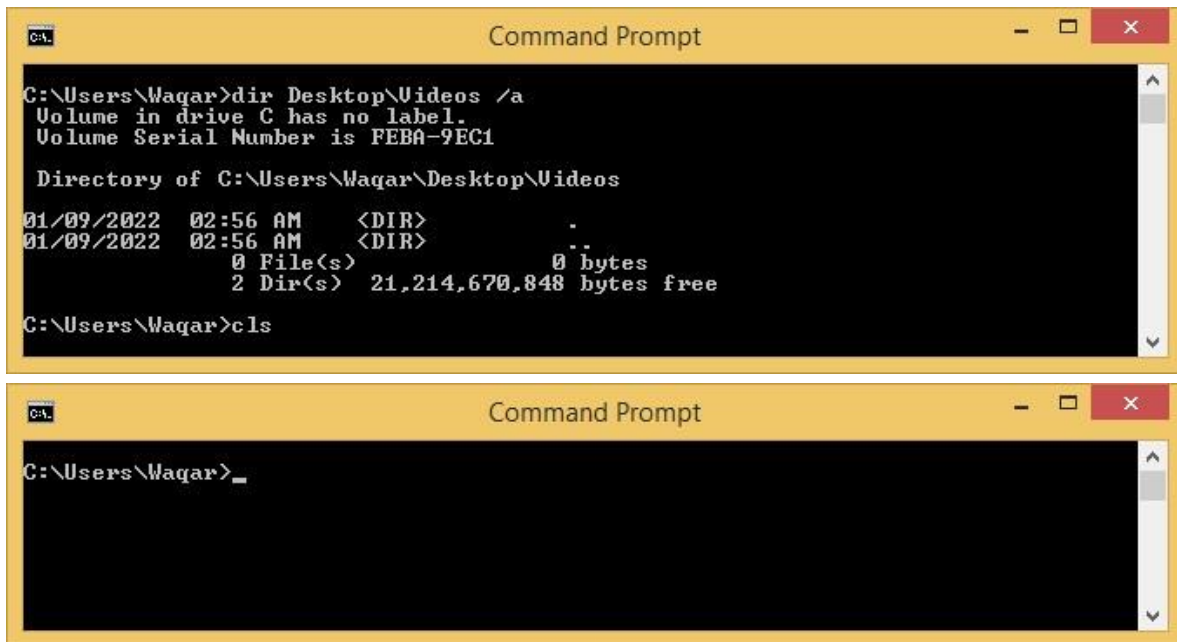 Command Prompt
C:\Users\Waqar>dir Desktop\Videos /a
 Volume in drive C has no label.
 Volume Serial Number is FEBA-9EC1
 Directory of C:\Users\Waqar\Desktop\Videos
01/09/2022  02:56 AM    <DIR>          .
01/09/2022  02:56 AM    <DIR>          ..
               0 File(s)              0 bytes
               2 Dir(s)  21,214,670,848 bytes free
C:\Users\Waqar>cls
Command Prompt
C:\Users\Waqar>_